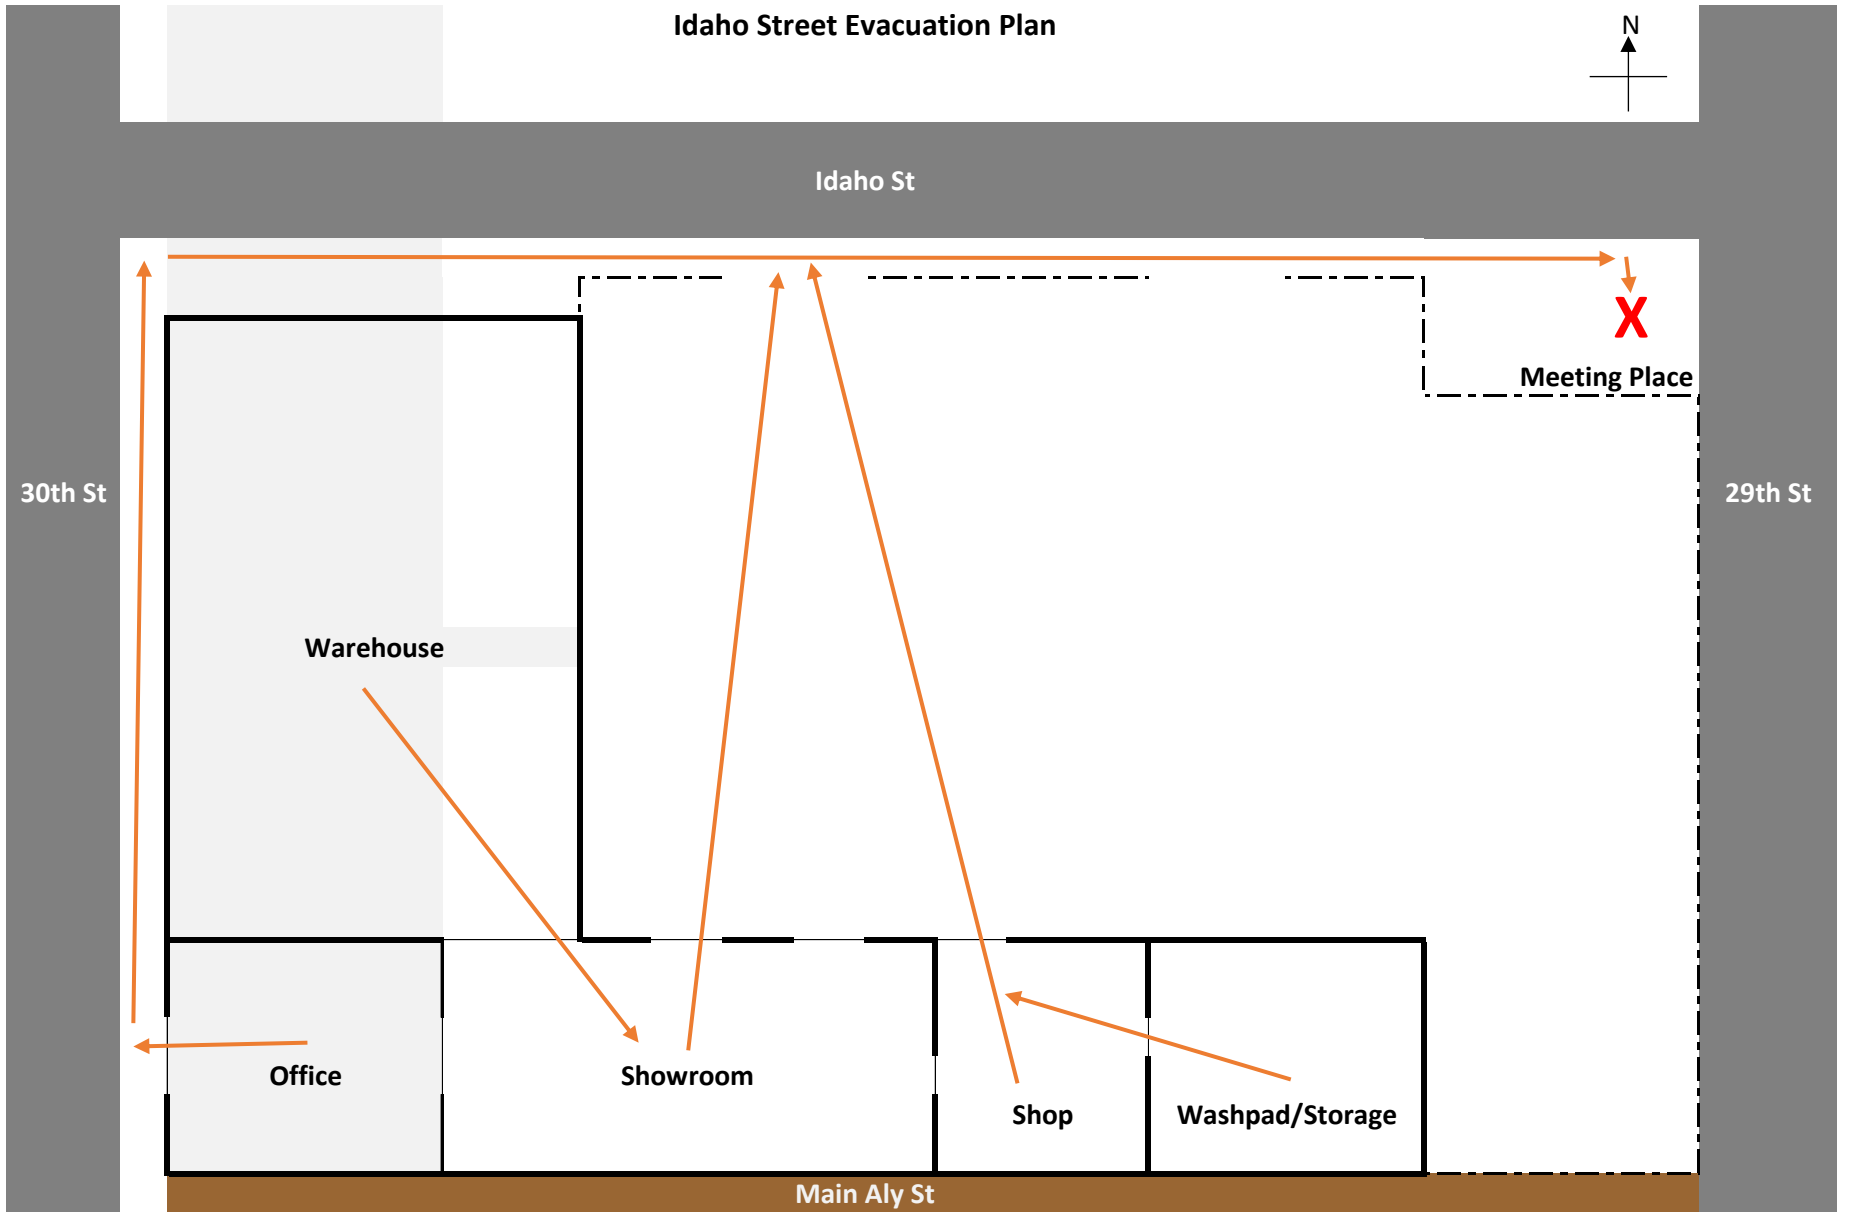 Idaho Street Evacuation Plan
N
Idaho St
X
Meeting Place
30th St
29th St
Warehouse
Office
Showroom
Shop
Washpad/Storage
Main Aly St